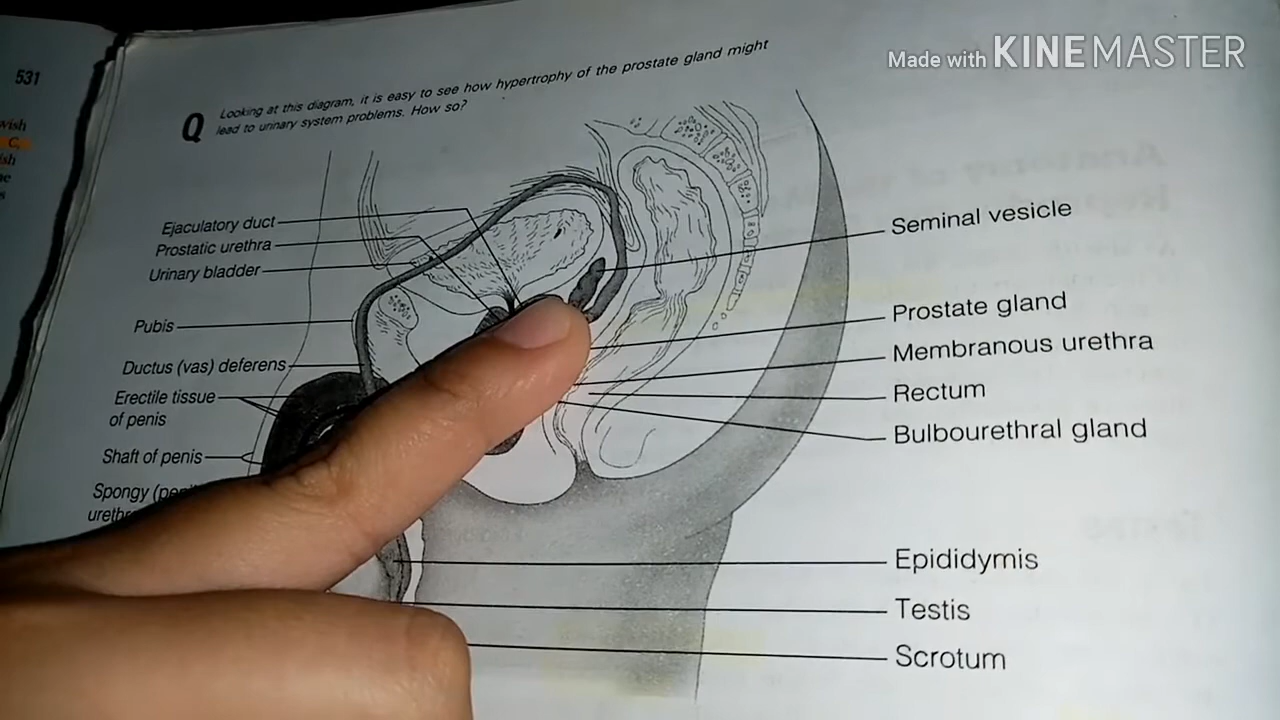 Made with KINEMASTER
531
wish
C,
ish
Q
Looking at this diagram, it is easy to see how hypertrophy of the prostate gland might
lead to urinary system problems. How so?
Ejaculatory duct
Prostatic urethra
Urinary bladder
Pubis
Ductus (vas) deferens
Erectile tissue
of penis
Shaft of penis
Spongy
Seminal vesicle
Prostate gland
Membranous urethra
Rectum
Bulbourethral gland
Epididymis
Testis
Scrotum